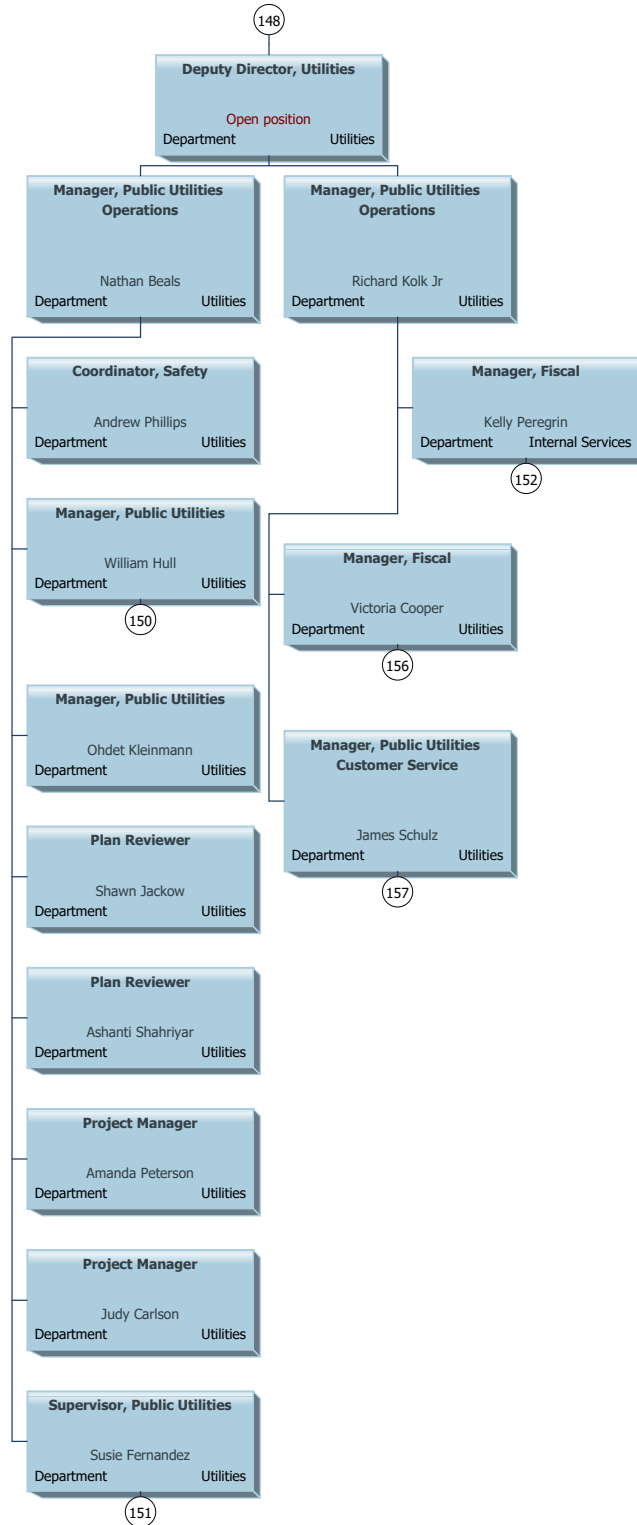 148
Deputy Director, Utilities
Open position
Department Utilities
Manager, Public Utilities
Operations
Nathan Beals
Department Utilities
Manager, Public Utilities
Operations
Richard Kolk Jr
Department Utilities
Coordinator, Safety
Andrew Phillips
Department Utilities
Manager, Fiscal
Kelly Peregrin
Department Internal Services
152
Manager, Public Utilities
William Hull
Department Utilities
150
Manager, Fiscal
Victoria Cooper
Department Utilities
156
Manager, Public Utilities
Ohdet Kleinmann
Department Utilities
Manager, Public Utilities
Customer Service
James Schulz
Department Utilities
157
Plan Reviewer
Shawn Jackow
Department Utilities
Plan Reviewer
Ashanti Shahriyar
Department Utilities
Project Manager
Amanda Peterson
Department Utilities
Project Manager
Judy Carlson
Department Utilities
Supervisor, Public Utilities
Susie Fernandez
Department Utilities
151